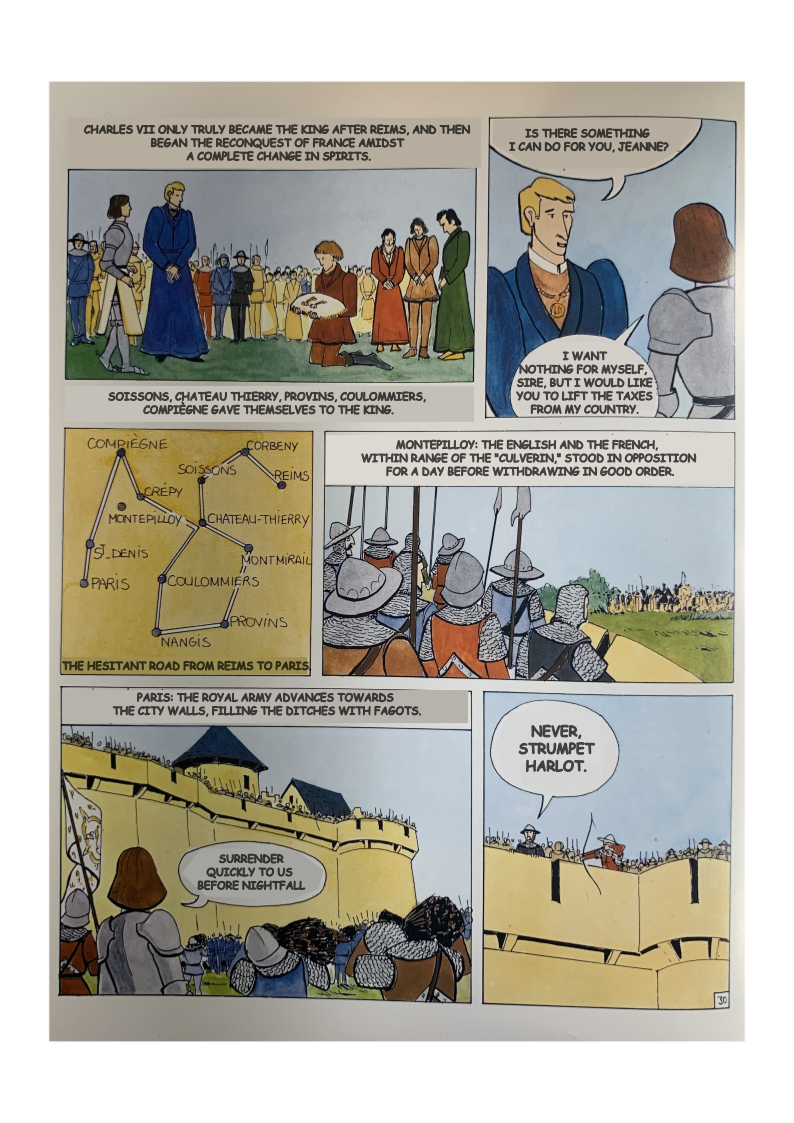 CHARLES VII ONLY TRULY BECAME THE KING AFTER REIMS, AND THEN
BEGAN THE RECONQUEST OF FRANCE AMIDST
A COMPLETE CHANGE IN SPIRITS.
IS THERE SOMETHING
I CAN DO FOR YOU, JEANNE?
I WANT
NOTHING FOR MYSELF,
SIRE, BUT I WOULD LIKE
YOU TO LIFT THE TAXES
FROM MY COUNTRY.
SOISSONS, CHATEAU THIERRY, PROVINS, COULOMMIERS,
COMPIÈGNE GAVE THEMSELVES TO THE KING.
COMPIÈGNE
CORBENY
SOISSONS
REIMS
CRÉPY
MONTEPILLOY
CHATEAU-THIERRY
ST DENIS
MONTMIRAIL
PARIS
COULOMMIERS
PROVINS
NANGIS
THE HESITANT ROAD FROM REIMS TO PARIS.
MONTEPILLOY: THE ENGLISH AND THE FRENCH,
WITHIN RANGE OF THE "CULVERIN," STOOD IN OPPOSITION
FOR A DAY BEFORE WITHDRAWING IN GOOD ORDER.
PARIS: THE ROYAL ARMY ADVANCES TOWARDS
THE CITY WALLS, FILLING THE DITCHES WITH FAGOTS.
SURRENDER
QUICKLY TO US
BEFORE NIGHTFALL
NEVER,
STRUMPET
HARLOT.
30